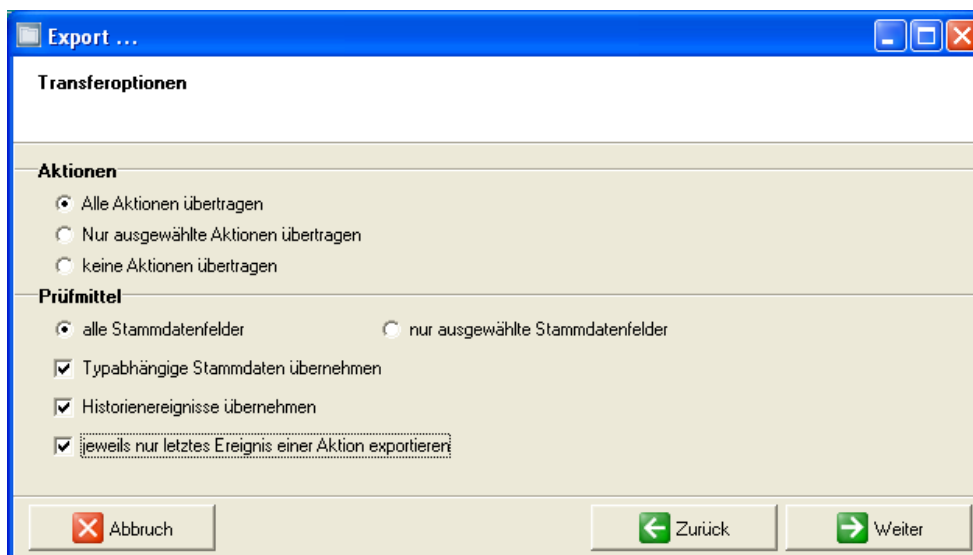 Export ...
Transferoptionen
Aktionen
Alle Aktionen übertragen
Nur ausgewählte Aktionen übertragen
keine Aktionen übertragen
Prüfmittel
alle Stammdatenfelder nur ausgewählte Stammdatenfelder
Typabhängige Stammdaten übernehmen
Historienereignisse übernehmen
jeweils nur letztes Ereignis einer Aktion exportieren
Abbruch Zurück Weiter